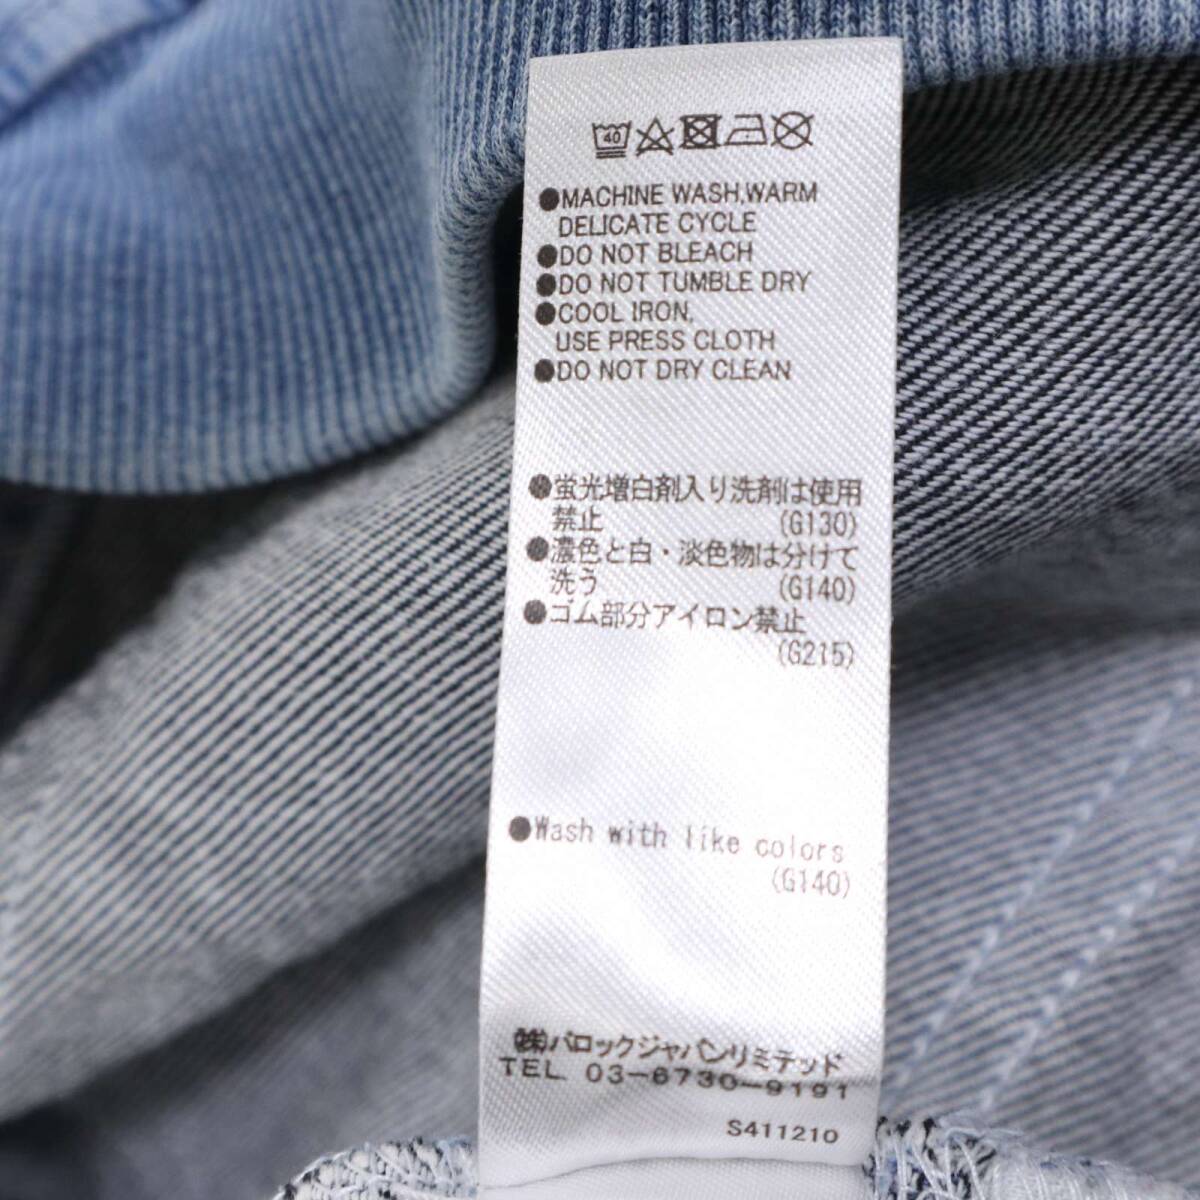 40
●MACHINE WASH,WARM
DELICATE CYCLE
●DO NOT BLEACH
●DO NOT TUMBLE DRY
●COOL IRON,
USE PRESS CLOTH
●DO NOT DRY CLEAN
●蛍光増白剤入り洗剤は使用
禁止 (G130)
●濃色と白・淡色物は分けて
洗う (G140)
●ゴム部分アイロン禁止
(G215)
●Wash with like colors
(G140)
㈱バロックジャパンリミテッド
TEL 03-6730-9191
S411210